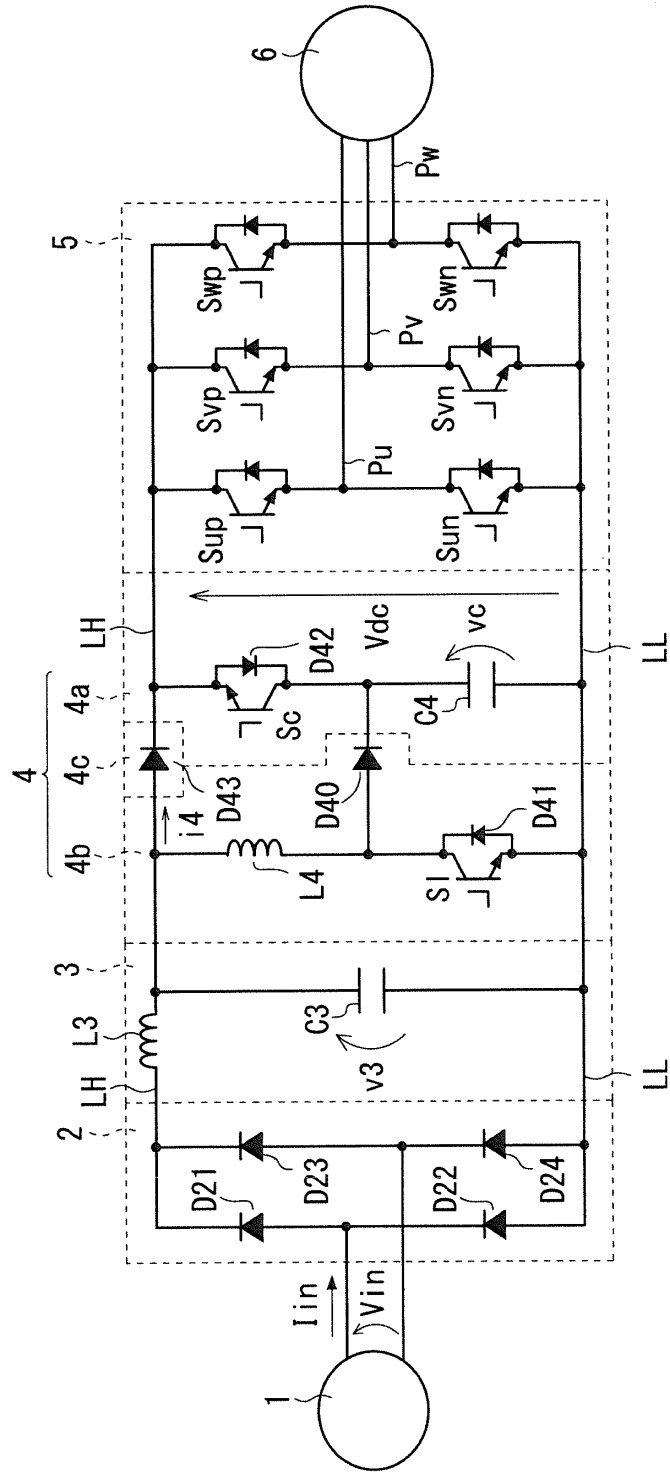 1
Iin
Vin
2
D21
D22
D23
D24
LH
LL
3
L3
C3
v3
4
4b
4c
4a
i4
L4
D43
D40
Sl
D41
LH
Sc
D42
C4
vc
Vdc
LL
5
Sup
Svp
Swp
Sun
Svn
Swn
Pu
Pv
Pw
6